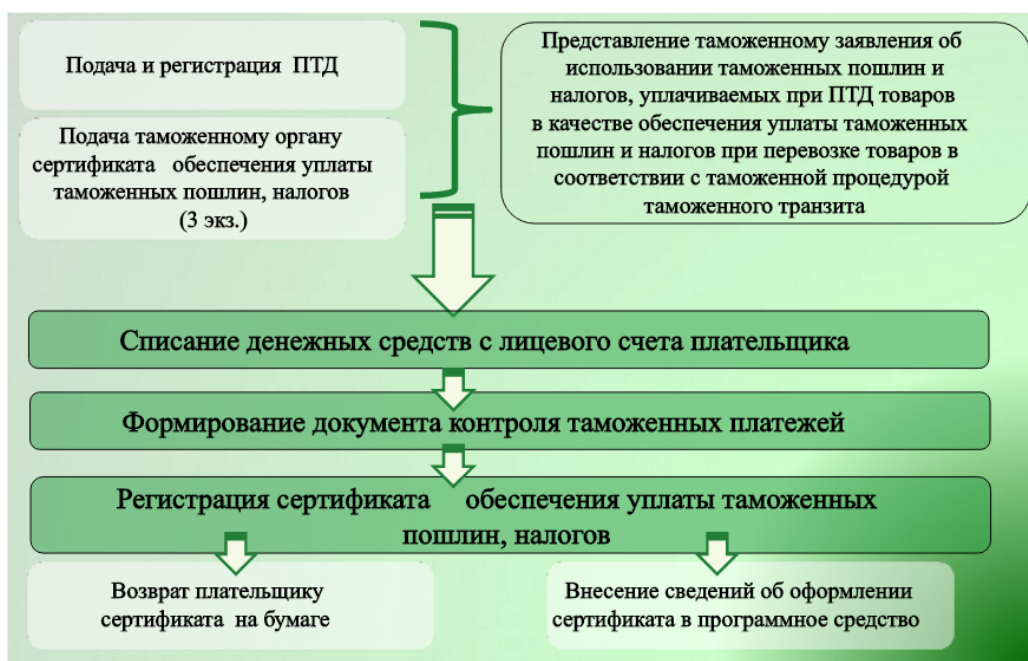 Подача и регистрация ПТД
Подача таможенному органу
сертификата обеспечения уплаты
таможенных пошлин, налогов
(3 экз.)
Представление таможенному заявления об
использовании таможенных пошлин и
налогов, уплачиваемых при ПТД товаров
в качестве обеспечения уплаты таможенных
пошлин и налогов при перевозке товаров в
соответствии с таможенной процедурой
таможенного транзита
Списание денежных средств с лицевого счета плательщика
Формирование документа контроля таможенных платежей
Регистрация сертификата обеспечения уплаты таможенных
пошлин, налогов
Возврат плательщику
сертификата на бумаге
Внесение сведений об оформлении
сертификата в программное средство